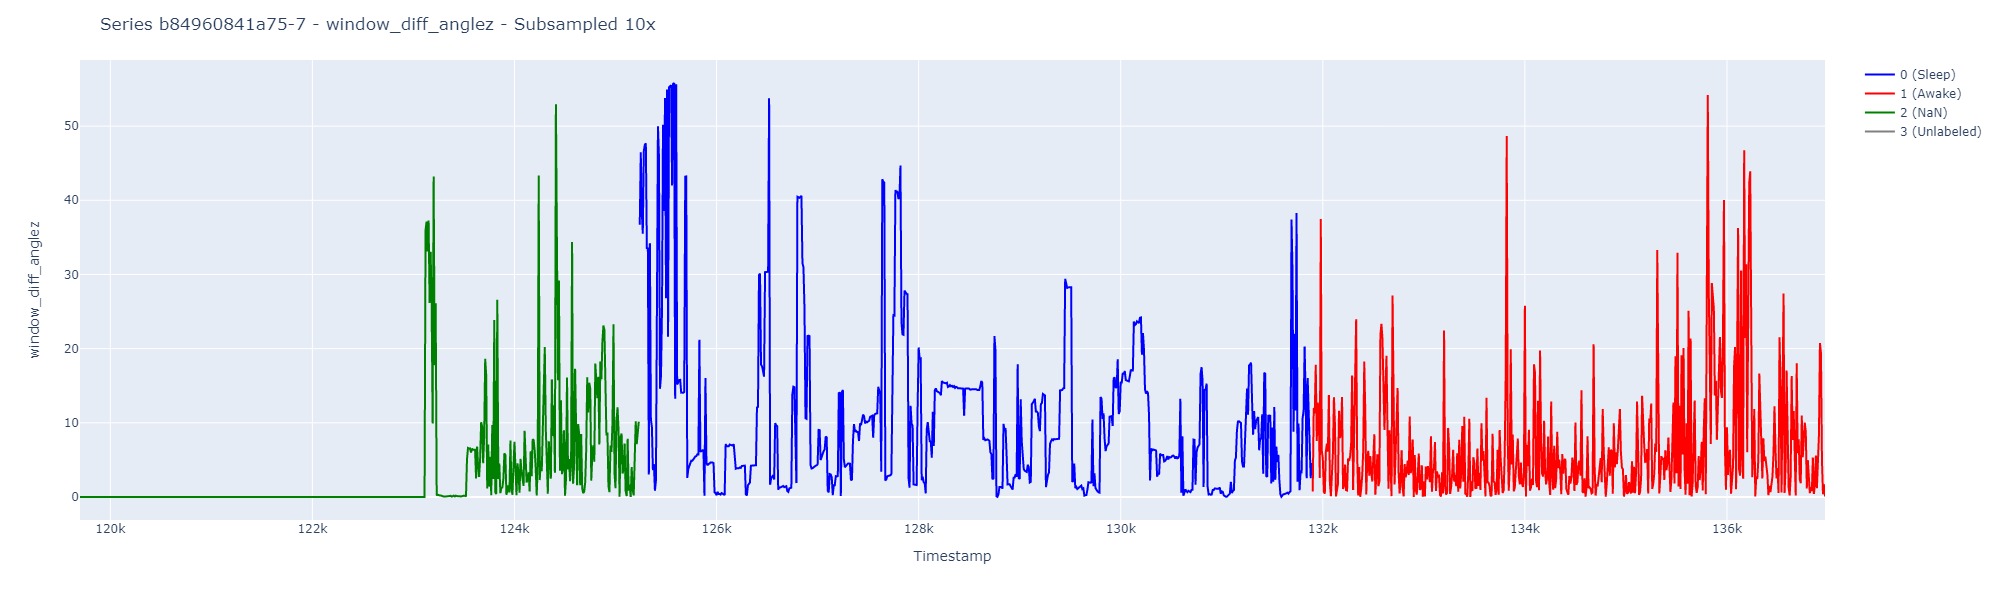 Series b84960841a75-7 - window_diff_anglez - Subsampled 10x
0 (Sleep)
1 (Awake)
2 (NaN)
3 (Unlabeled)
50
40
30
20
10
0
window_diff_anglez
120k 122k 124k 126k 128k 130k 132k 134k 136k
Timestamp